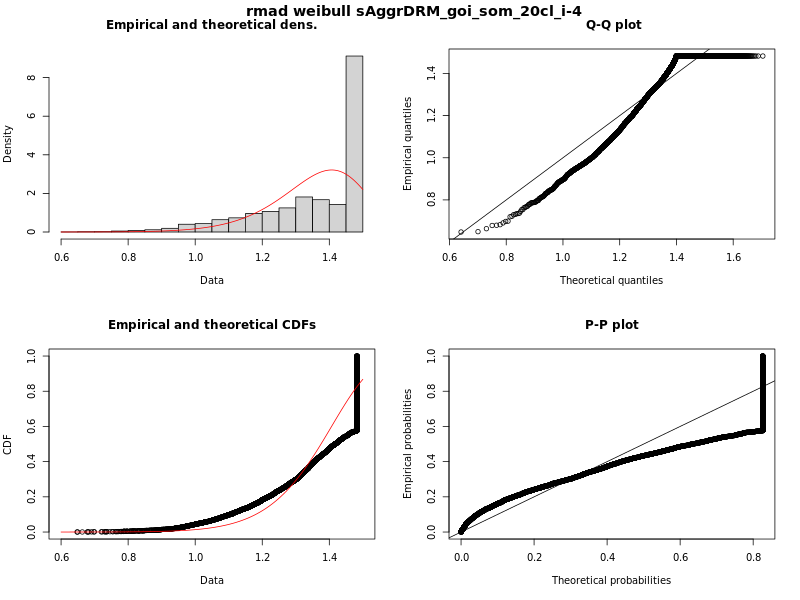 rmad weibull sAggrDRM_goi_som_20cl_i-4
Empirical and theoretical dens.
Density
0 2 4 6 8
0.6 0.8 1.0 1.2 1.4
Data
Q-Q plot
Empirical quantiles
0.8 1.0 1.2 1.4
0.6 0.8 1.0 1.2 1.4 1.6
Theoretical quantiles
Empirical and theoretical CDFs
CDF
0.0 0.2 0.4 0.6 0.8 1.0
0.6 0.8 1.0 1.2 1.4
Data
P-P plot
Empirical probabilities
0.0 0.2 0.4 0.6 0.8 1.0
0.0 0.2 0.4 0.6 0.8
Theoretical probabilities